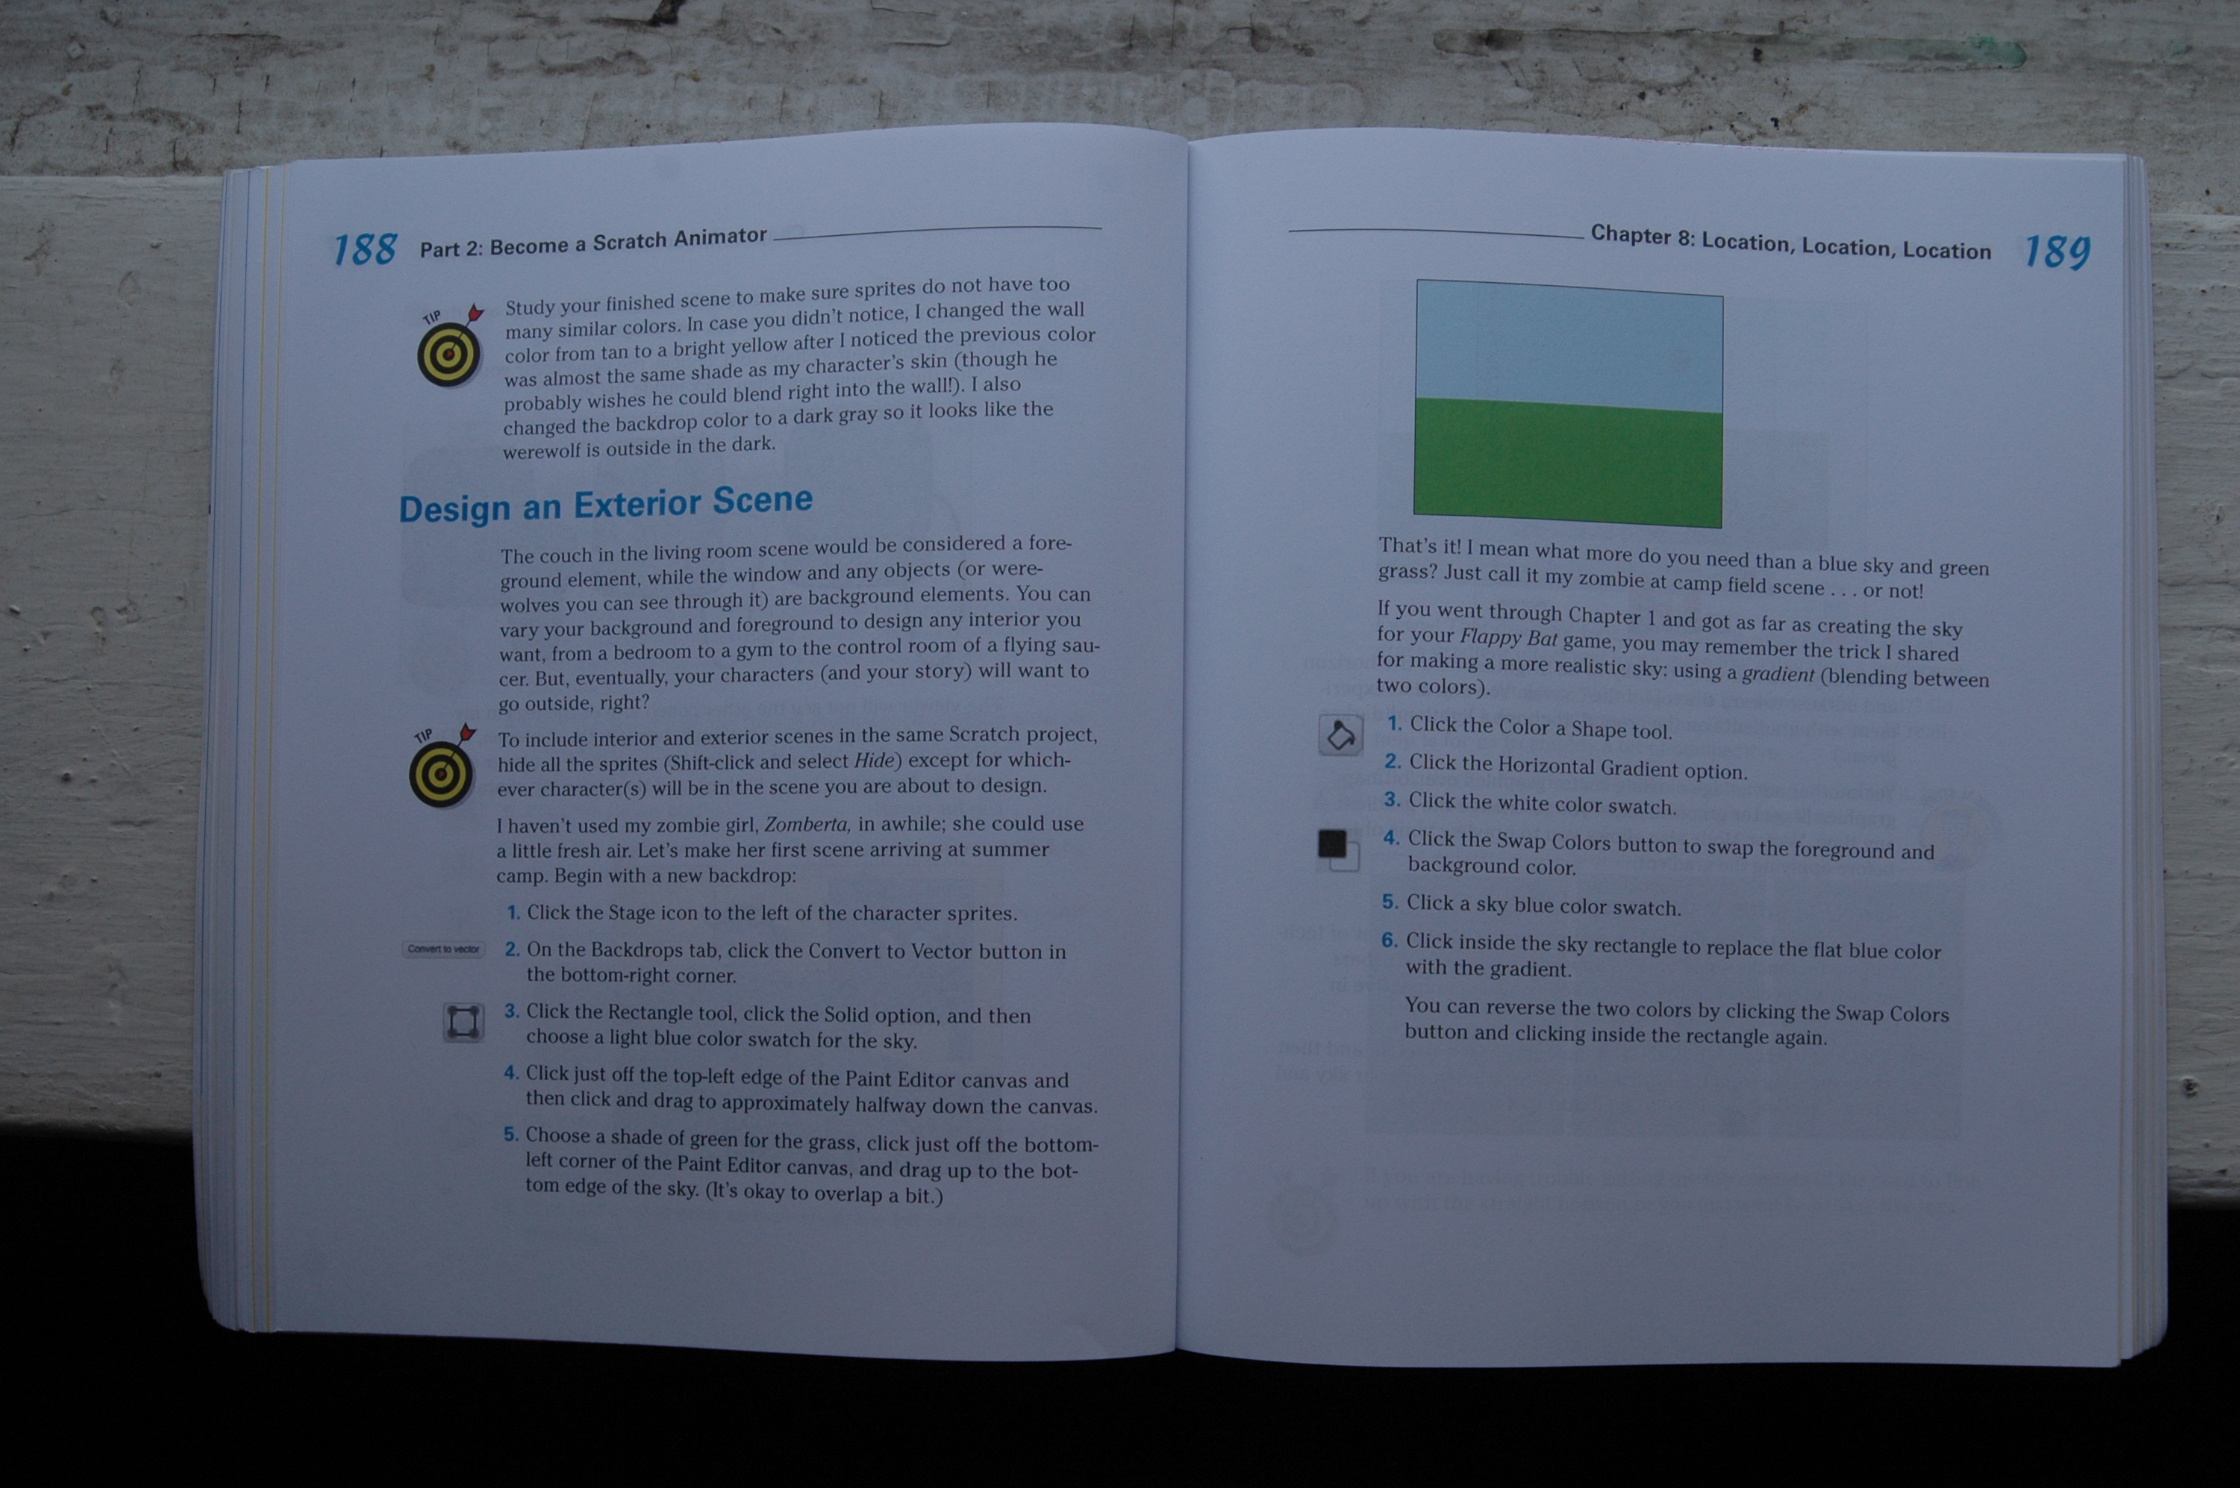 188 Part 2: Become a Scratch Animator
TIP
Study your finished scene to make sure sprites do not have too
many similar colors. In case you didn't notice, I changed the wall
color from tan to a bright yellow after I noticed the previous color
was almost the same shade as my character's skin (though he
probably wishes he could blend right into the wall!). I also
changed the backdrop color to a dark gray so it looks like the
werewolf is outside in the dark.
Design an Exterior Scene
The couch in the living room scene would be considered a fore-
ground element, while the window and any objects (or were-
wolves you can see through it) are background elements. You can
vary your background and foreground to design any interior you
want, from a bedroom to a gym to the control room of a flying sau-
cer. But, eventually, your characters (and your story) will want to
go outside, right?
TIP
To include interior and exterior scenes in the same Scratch project,
hide all the sprites (Shift-click and select Hide) except for which-
ever character(s) will be in the scene you are about to design.
I haven't used my zombie girl, Zomberta, in awhile; she could use
a little fresh air. Let's make her first scene arriving at summer
camp. Begin with a new backdrop:
1. Click the Stage icon to the left of the character sprites.
Convert to vector
2. On the Backdrops tab, click the Convert to Vector button in
the bottom-right corner.
3. Click the Rectangle tool, click the Solid option, and then
choose a light blue color swatch for the sky.
4. Click just off the top-left edge of the Paint Editor canvas and
then click and drag to approximately halfway down the canvas.
5. Choose a shade of green for the grass, click just off the bottom-
left corner of the Paint Editor canvas, and drag up to the bot-
tom edge of the sky. (It's okay to overlap a bit.)
Chapter 8: Location, Location, Location 189
That's it! I mean what more do you need than a blue sky and green
grass? Just call it my zombie at camp field scene . . . or not!
If you went through Chapter 1 and got as far as creating the sky
for your Flappy Bat game, you may remember the trick I shared
for making a more realistic sky: using a gradient (blending between
two colors).
1. Click the Color a Shape tool.
2. Click the Horizontal Gradient option.
3. Click the white color swatch.
4. Click the Swap Colors button to swap the foreground and
background color.
5. Click a sky blue color swatch.
6. Click inside the sky rectangle to replace the flat blue color
with the gradient.
You can reverse the two colors by clicking the Swap Colors
button and clicking inside the rectangle again.